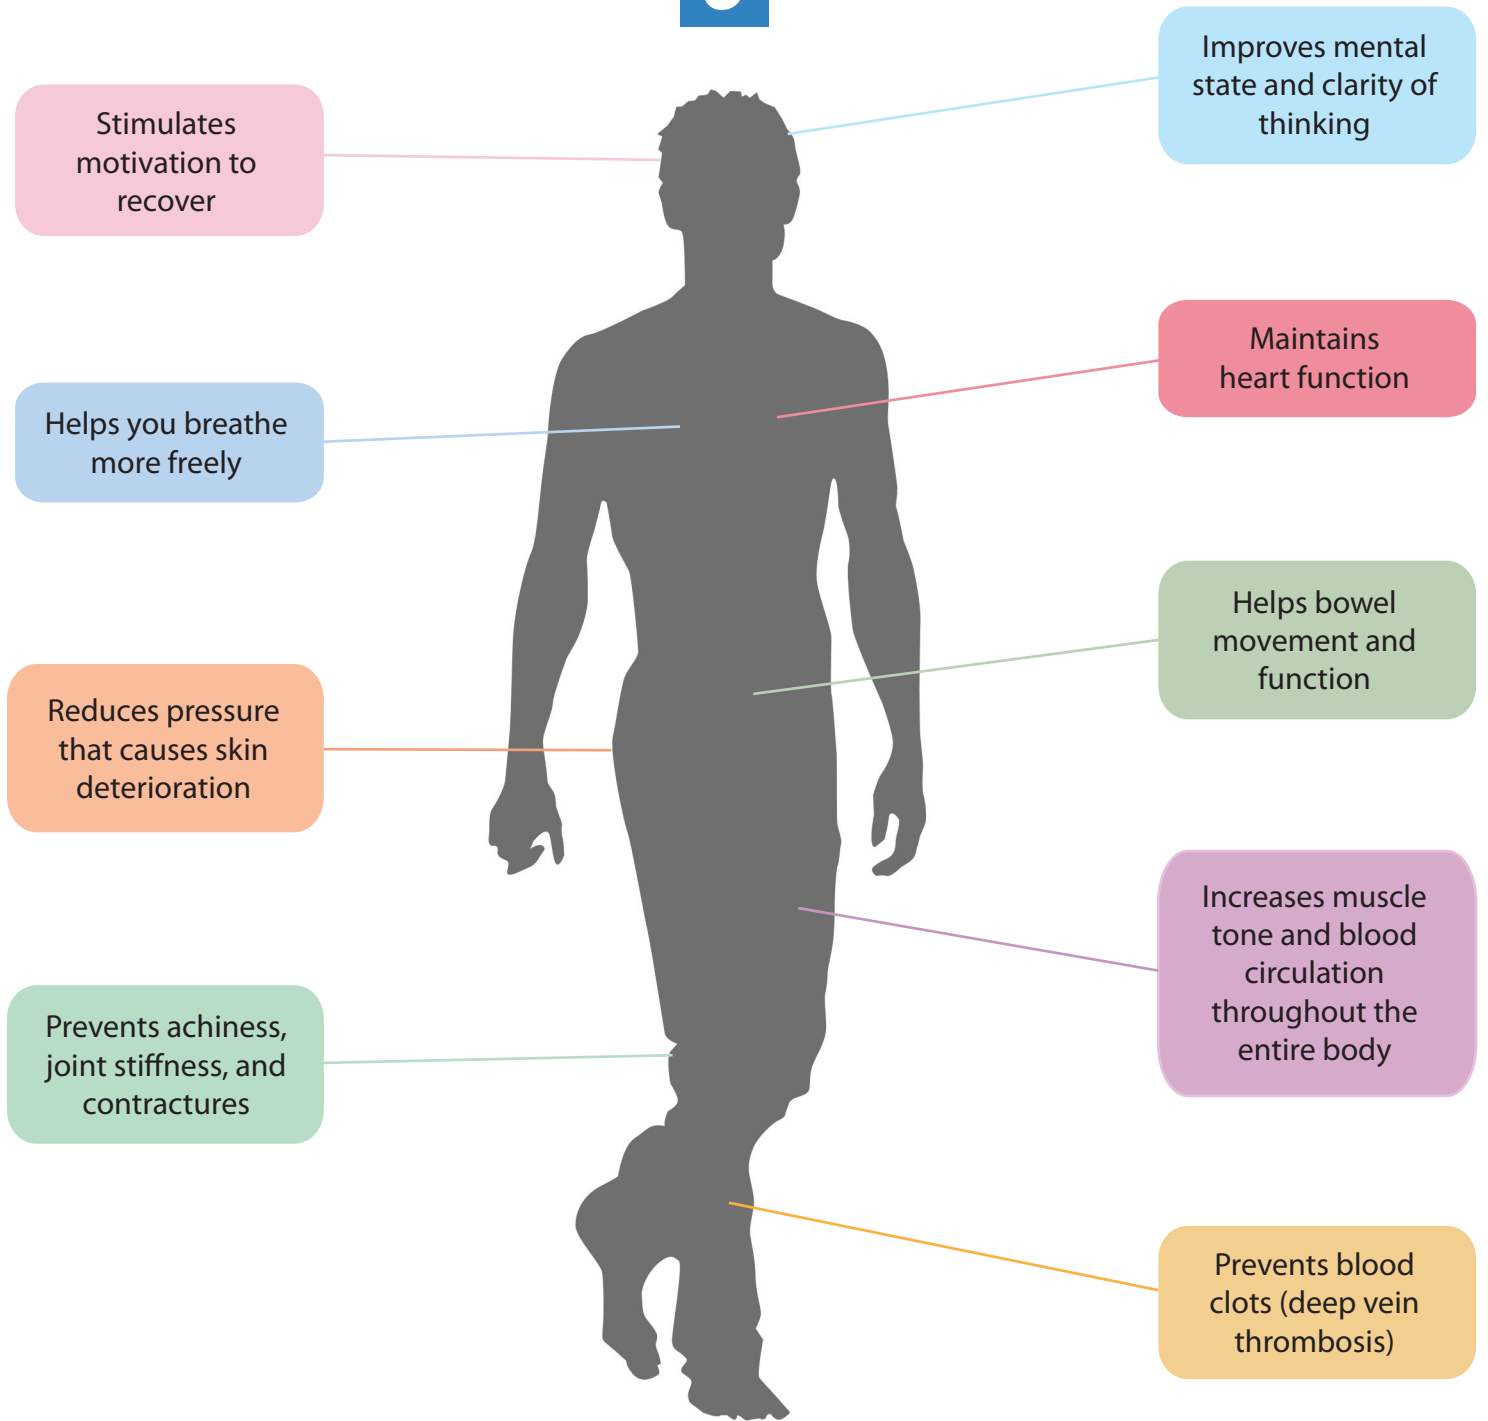 Stimulates
motivation to
recover
Improves mental
state and clarity of
thinking
Helps you breathe
more freely
Maintains
heart function
Reduces pressure
that causes skin
deterioration
Helps bowel
movement and
function
Prevents achiness,
joint stiffness, and
contractures
Increases muscle
tone and blood
circulation
throughout the
entire body
Prevents blood
clots (deep vein
thrombosis)